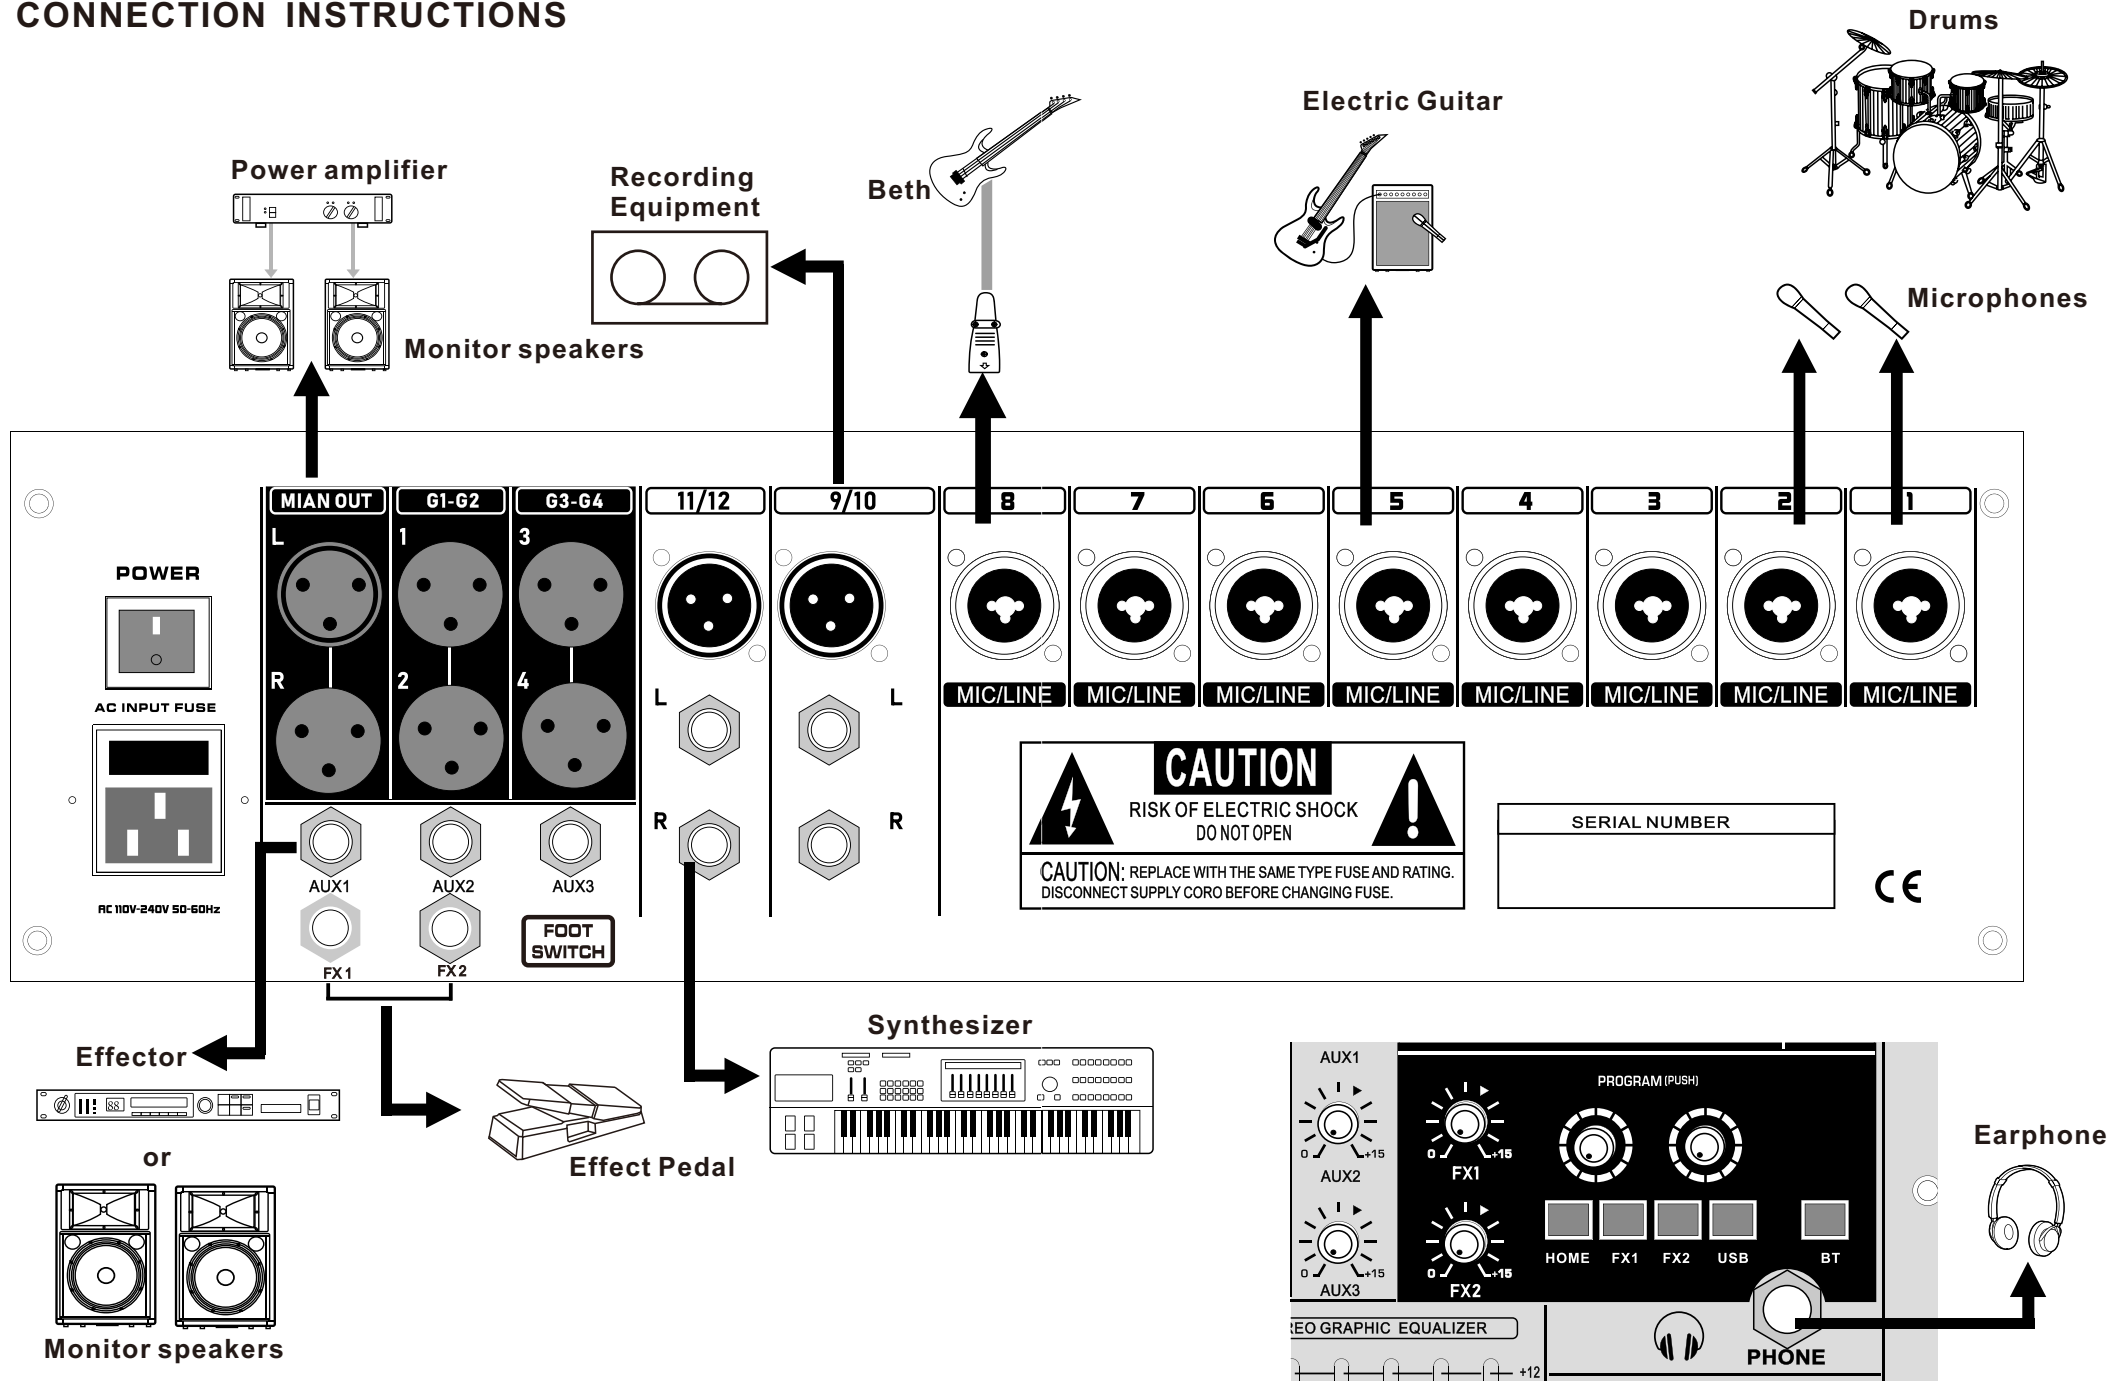 CONNECTION INSTRUCTIONS
Drums
Electric Guitar
Power amplifier
Recording
Equipment
Beth
Microphones
Monitor speakers
MIAN OUT
G1-G2
G3-G4
11/12
9/10
8
7
6
5
4
3
2
1
L
1
3
POWER
R
2
4
L
L
MIC/LINE
MIC/LINE
MIC/LINE
MIC/LINE
MIC/LINE
MIC/LINE
MIC/LINE
MIC/LINE
AC INPUT FUSE
CAUTION
RISK OF ELECTRIC SHOCK
DO NOT OPEN
R
R
SERIAL NUMBER
CAUTION: REPLACE WITH THE SAME TYPE FUSE AND RATING.
DISCONNECT SUPPLY CORO BEFORE CHANGING FUSE.
CE
AUX1
AUX2
AUX3
AC 110V-240V 50-60Hz
FOOT
SWITCH
FX1
FX2
Effector
88
or
Monitor speakers
Effect Pedal
Synthesizer
AUX1
PROGRAM (PUSH)
0
+15
0
+15
AUX2
FX1
0
+15
0
+15
AUX3
FX2
HOME
FX1
FX2
USB
BT
Earphone
REO GRAPHIC EQUALIZER
PHONE
+12